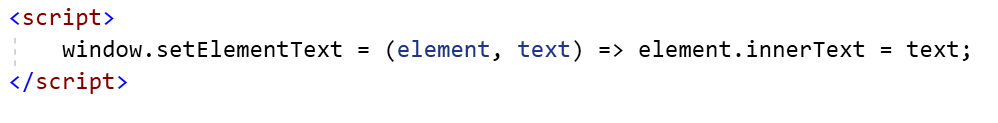 <script>
window.setElementText = (element, text) => element.innerText = text;
</script>